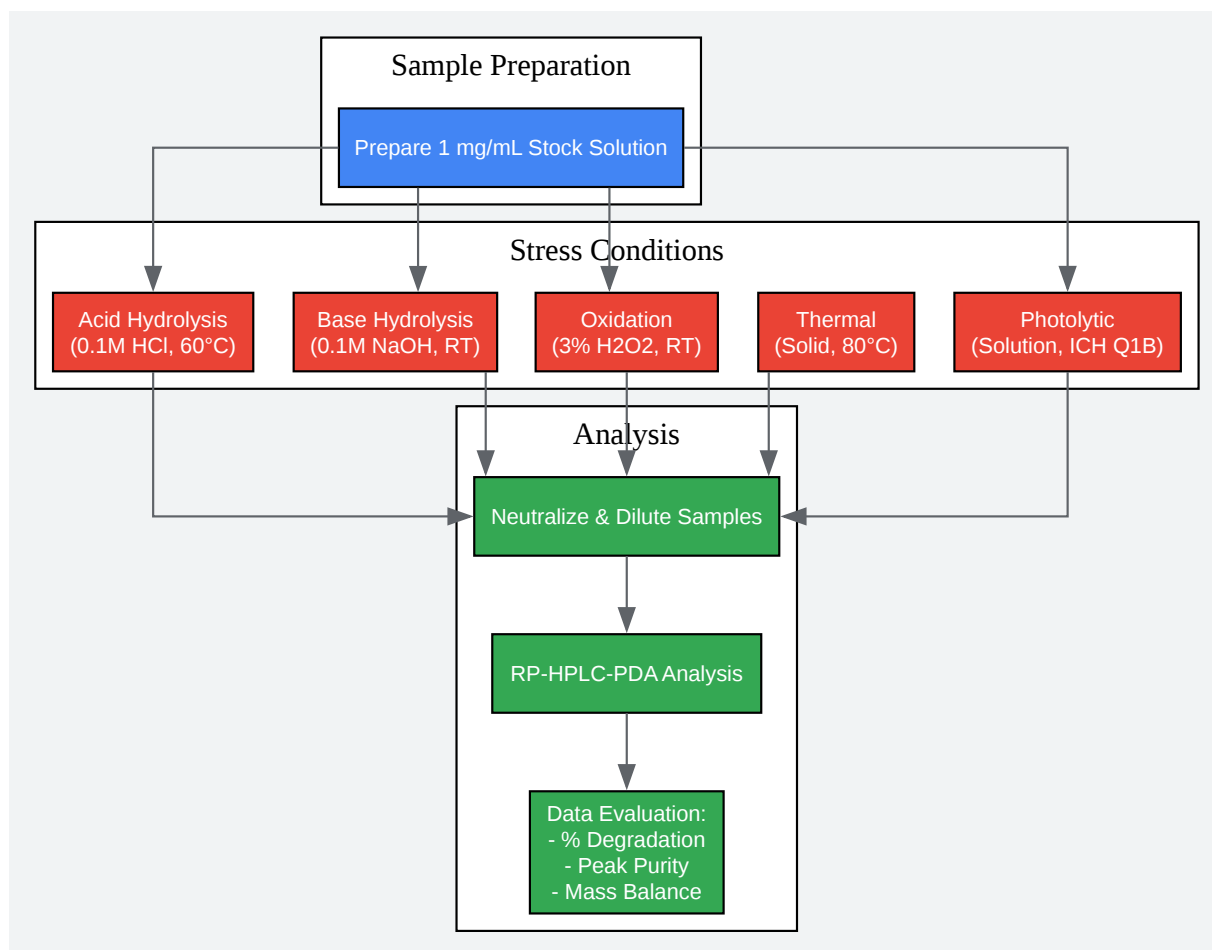 Sample Preparation
Prepare 1 mg/mL Stock Solution
Stress Conditions
Acid Hydrolysis
(0.1M HCl, 60°C)
Base Hydrolysis
(0.1M NaOH, RT)
Oxidation
(3% H2O2, RT)
Thermal
(Solid, 80°C)
Photolytic
(Solution, ICH Q1B)
Analysis
Neutralize & Dilute Samples
RP-HPLC-PDA Analysis
Data Evaluation:
- % Degradation
- Peak Purity
- Mass Balance